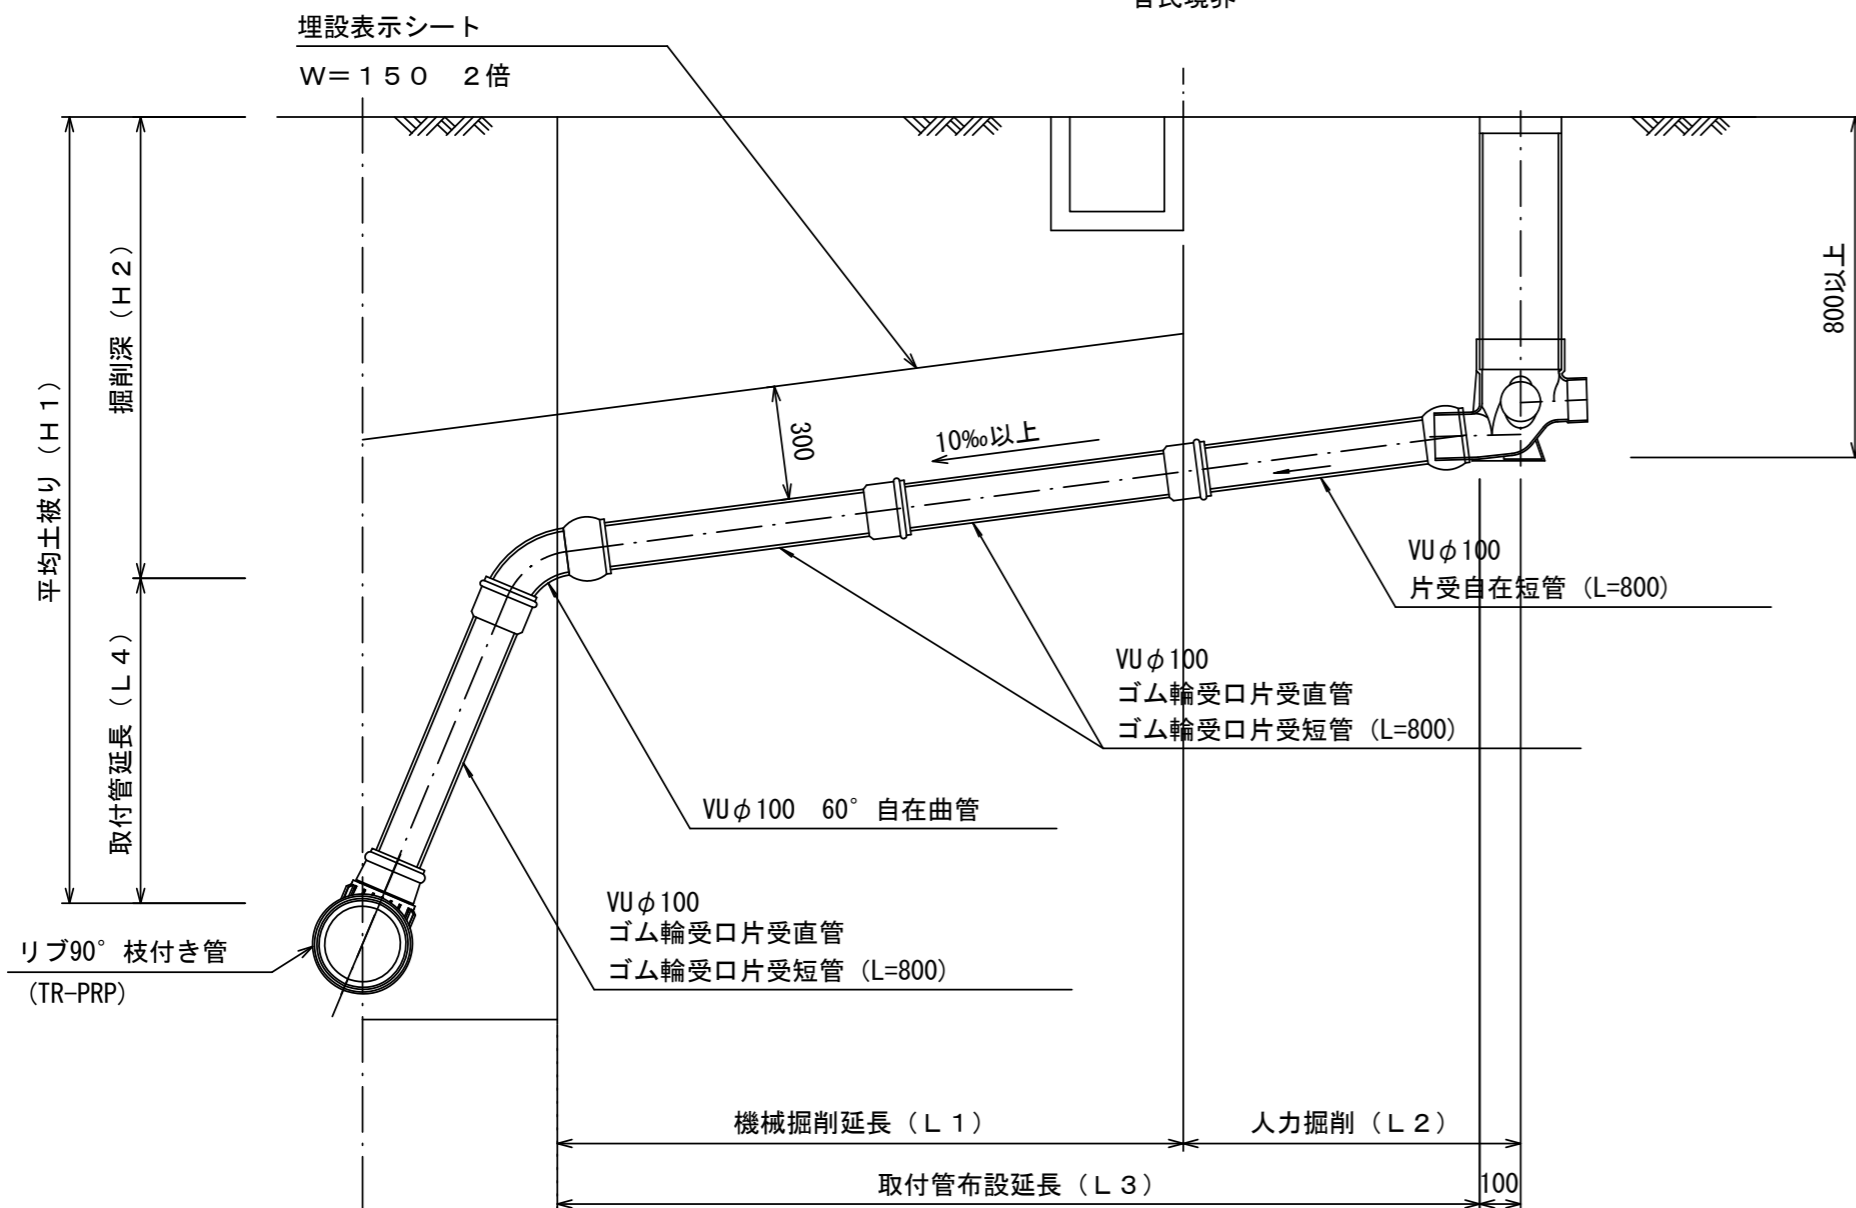 官民境界
埋設表示シート
W=150 2倍
掘削深(H2)
平均土被り(H1)
取付管延長(L4)
300
10‰以上
800以上
VUφ100
片受自在短管 (L=800)
VUφ100
ゴム輪受口片受直管
ゴム輪受口片受短管 (L=800)
VUφ100 60°自在曲管
VUφ100
ゴム輪受口片受直管
ゴム輪受口片受短管 (L=800)
リブ90°枝付き管
(TR-PRP)
機械掘削延長(L1)
人力掘削(L2)
取付管布設延長(L3)
100